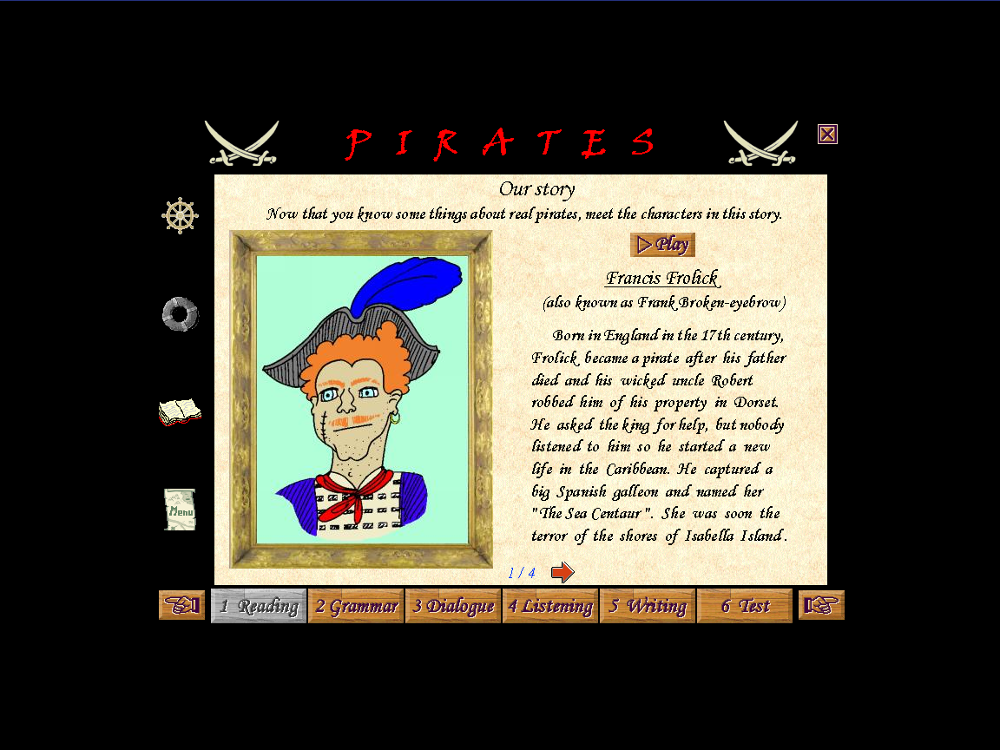 PIRATES
Our story
Now that you know some things about real pirates, meet the characters in this story.
Play
Francis Frolick
(also known as Frank Broken-eyebrow)
Born in England in the 17th century,
Frolick became a pirate after his father
died and his wicked uncle Robert
robbed him of his property in Dorset.
He asked the king for help, but nobody
listened to him so he started a new
life in the Caribbean. He captured a
big Spanish galleon and named her
"The Sea Centaur". She was soon the
terror of the shores of Isabella Island.
Menu
1 / 4
1 Reading
2 Grammar
3 Dialogue
4 Listening
5 Writing
6 Test